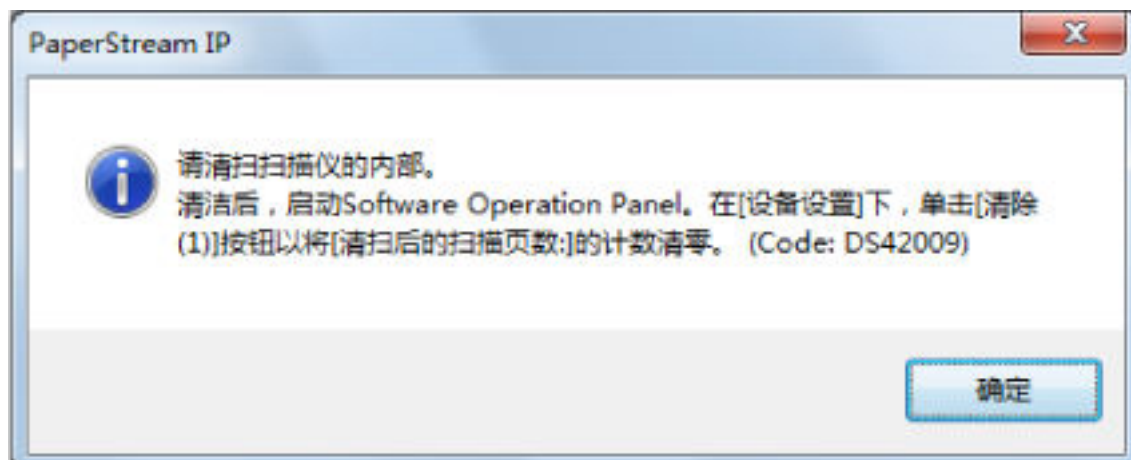 PaperStream IP
请清扫扫描仪的内部。
清洁后，启动Software Operation Panel。在[设备设置]下，单击[清除
(1)]按钮以将[清扫后的扫描页数:]的计数清零。 (Code: DS42009)
确定